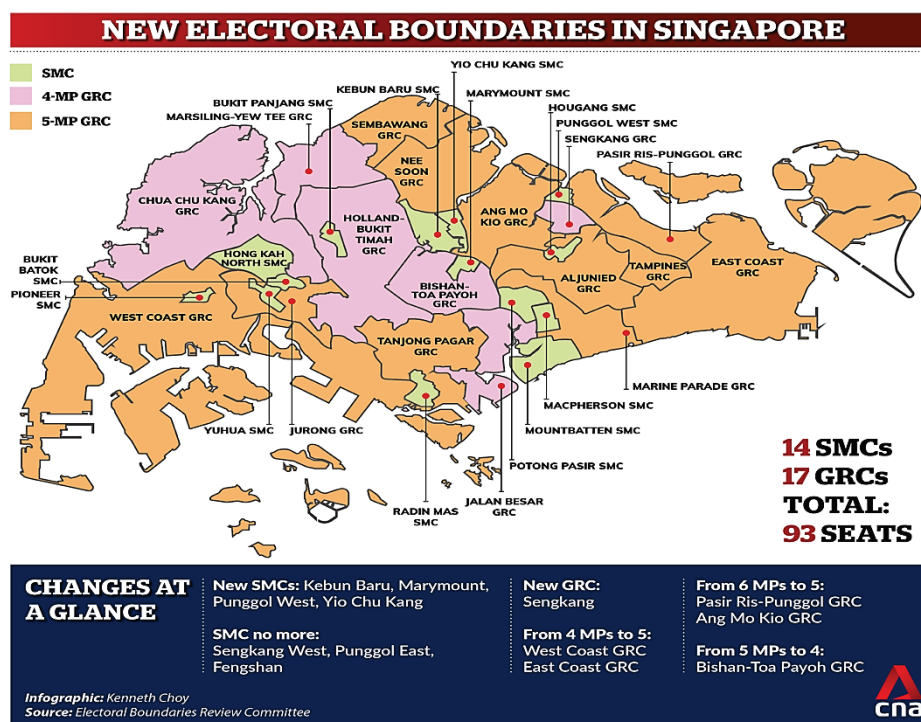 NEW ELECTORAL BOUNDARIES IN SINGAPORE
SMC
4-MP GRC
5-MP GRC
YIO CHU KANG SMC
KEBUN BARU SMC
MARYMOUNT SMC
BUKIT PANJANG SMC
MARSILING-YEW TEE GRC
HOUGANG SMC
PUNGGOL WEST SMC
SENGKANG GRC
PASIR RIS-PUNGGOL GRC
SEMBAWANG
GRC
NEE
SOON
GRC
CHUA CHU KANG
GRC
HOLLAND-
BUKIT
TIMAH
GRC
ANG MO
KIO GRC
HONG KAH
NORTH SMC
BUKIT
BATOK
SMC
PIONEER
SMC
WEST COAST GRC
BISHAN-
TOA PAYOH
GRC
ALJUNIED
GRC
TAMPINES
GRC
EAST COAST
GRC
TANJONG PAGAR
GRC
MARINE PARADE GRC
MACPHERSON SMC
YUHUA SMC
JURONG GRC
MOUNTBATTEN SMC
POTONG PASIR SMC
JALAN BESAR
GRC
RADIN MAS
SMC
14 SMCs
17 GRCs
TOTAL:
93 SEATS
CHANGES AT
A GLANCE
New SMCs: Kebun Baru, Marymount,
Punggol West, Yio Chu Kang
SMC no more:
Sengkang West, Punggol East,
Fengshan
New GRC:
Sengkang
From 4 MPs to 5:
West Coast GRC
East Coast GRC
From 6 MPs to 5:
Pasir Ris-Punggol GRC
Ang Mo Kio GRC
From 5 MPs to 4:
Bishan-Toa Payoh GRC
Infographic: Kenneth Choy
Source: Electoral Boundaries Review Committee
cna